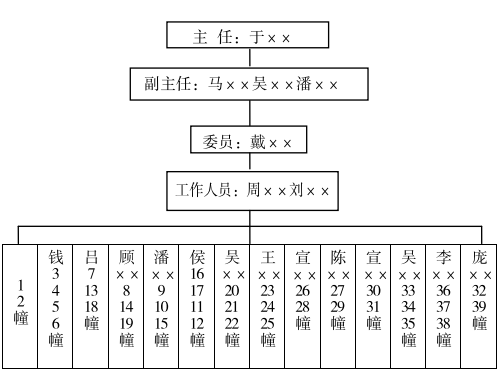 主 任：于××
副主任：马××吴××潘××
委员：戴××
工作人员：周××刘××
1 2 幢
钱 3 4 5 6 幢
吕 7 13 18 幢
顾 ×× 8 14 19 幢
潘 ×× 9 10 15 幢
侯 16 17 11 12 幢
吴 ×× 20 21 22 幢
王 ×× 23 24 25 幢
宣 ×× 26 28 幢
陈 ×× 27 29 幢
宣 ×× 30 31 幢
吴 ×× 33 34 35 幢
李 ×× 36 37 38 幢
庞 ×× 32 39 幢